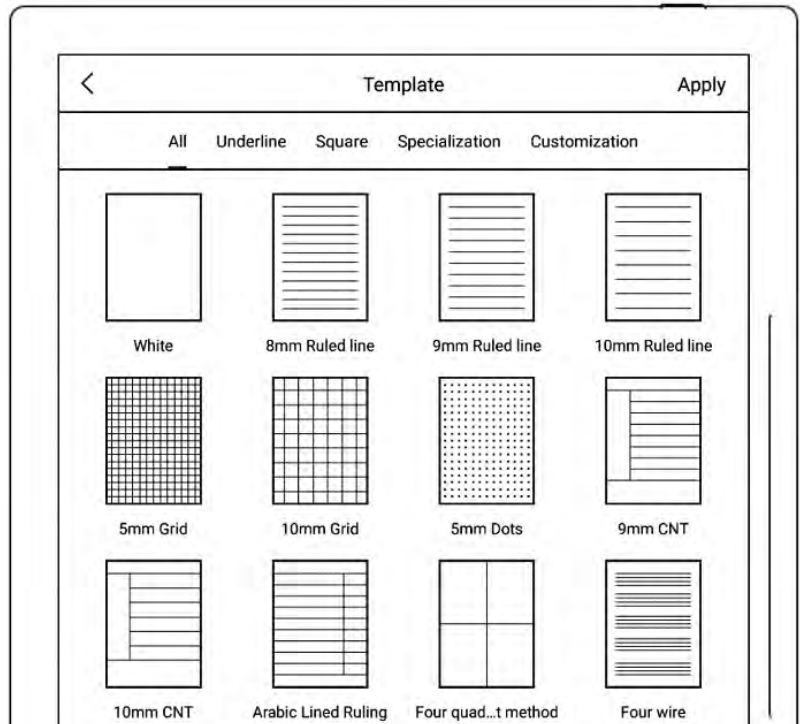 Template Apply
All Underline Square Specialization Customization
White 8mm Ruled line 9mm Ruled line 10mm Ruled line
5mm Grid 10mm Grid 5mm Dots 9mm CNT
10mm CNT Arabic Lined Ruling Four quad...t method Four wire